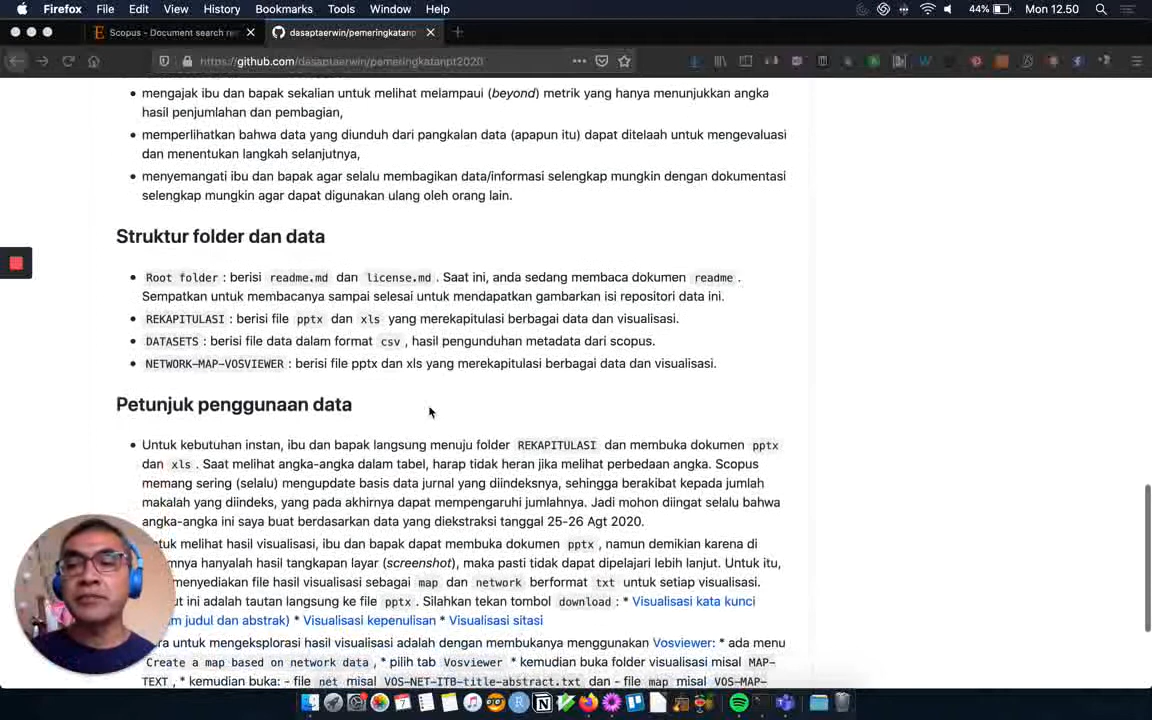 Firefox File Edit View History Bookmarks Tools Window Help 44% Mon 12.50
Scopus - Document search re
dasaptaerwin/pemeringkatanp
https://github.com/dasaptaerwin/pemeringkatanpt2020
mengajak ibu dan bapak sekalian untuk melihat melampaui (beyond) metrik yang hanya menunjukkan angka
hasil penjumlahan dan pembagian,
memperlihatkan bahwa data yang diunduh dari pangkalan data (apapun itu) dapat ditelaah untuk mengevaluasi
dan menentukan langkah selanjutnya,
menyemangati ibu dan bapak agar selalu membagikan data/informasi selengkap mungkin dengan dokumentasi
selengkap mungkin agar dapat digunakan ulang oleh orang lain.
Struktur folder dan data
Root folder : berisi readme.md dan license.md . Saat ini, anda sedang membaca dokumen readme .
Sempatkan untuk membacanya sampai selesai untuk mendapatkan gambarkan isi repositori data ini.
REKAPITULASI : berisi file pptx dan xls yang merekapitulasi berbagai data dan visualisasi.
DATASETS : berisi file data dalam format csv , hasil pengunduhan metadata dari scopus.
NETWORK-MAP-VOSVIEWER : berisi file pptx dan xls yang merekapitulasi berbagai data dan visualisasi.
Petunjuk penggunaan data
Untuk kebutuhan instan, ibu dan bapak langsung menuju folder REKAPITULASI dan membuka dokumen pptx
dan xls . Saat melihat angka-angka dalam tabel, harap tidak heran jika melihat perbedaan angka. Scopus
memang sering (selalu) mengupdate basis data jurnal yang diindeksnya, sehingga berakibat kepada jumlah
makalah yang diindeks, yang pada akhirnya dapat mempengaruhi jumlahnya. Jadi mohon diingat selalu bahwa
angka-angka ini saya buat berdasarkan data yang diekstraksi tanggal 25-26 Agt 2020.
tuk melihat hasil visualisasi, ibu dan bapak dapat membuka dokumen pptx , namun demikian karena di
mnya hanyalah hasil tangkapan layar (screenshot), maka pasti tidak dapat dipelajari lebih lanjut. Untuk itu,
menyediakan file hasil visualisasi sebagai map dan network berformat txt untuk setiap visualisasi.
ut ini adalah tautan langsung ke file pptx . Silahkan tekan tombol download : * Visualisasi kata kunci
m judul dan abstrak) * Visualisasi kepenulisan * Visualisasi sitasi
ra untuk mengeksplorasi hasil visualisasi adalah dengan membukanya menggunakan Vosviewer: * ada menu
Create a map based on network data , * pilih tab Vosviewer * kemudian buka folder visualisasi misal MAP-
TEXT , * kemudian buka: - file net misal VOS-NET-ITB-title-abstract.txt dan - file map misal VOS-MAP-